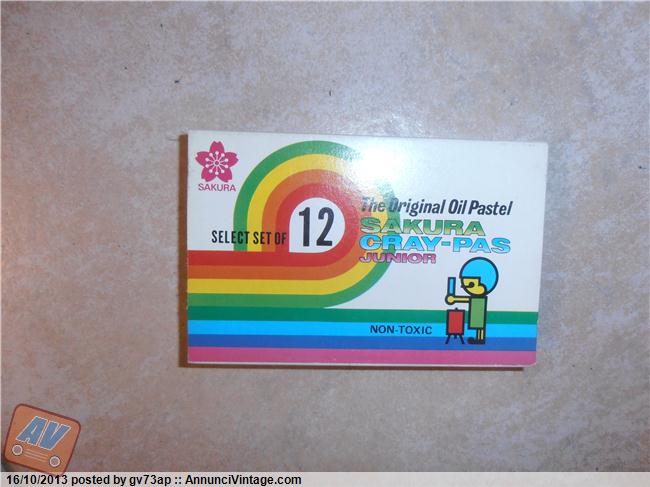 SAKURA
The Original Oil Pastel
SELECT SET OF 12
SAKURA
CRAY-PAS
JUNIOR
NON-TOXIC
AV
16/10/2013 posted by gv73ap :: AnnunciVintage.com